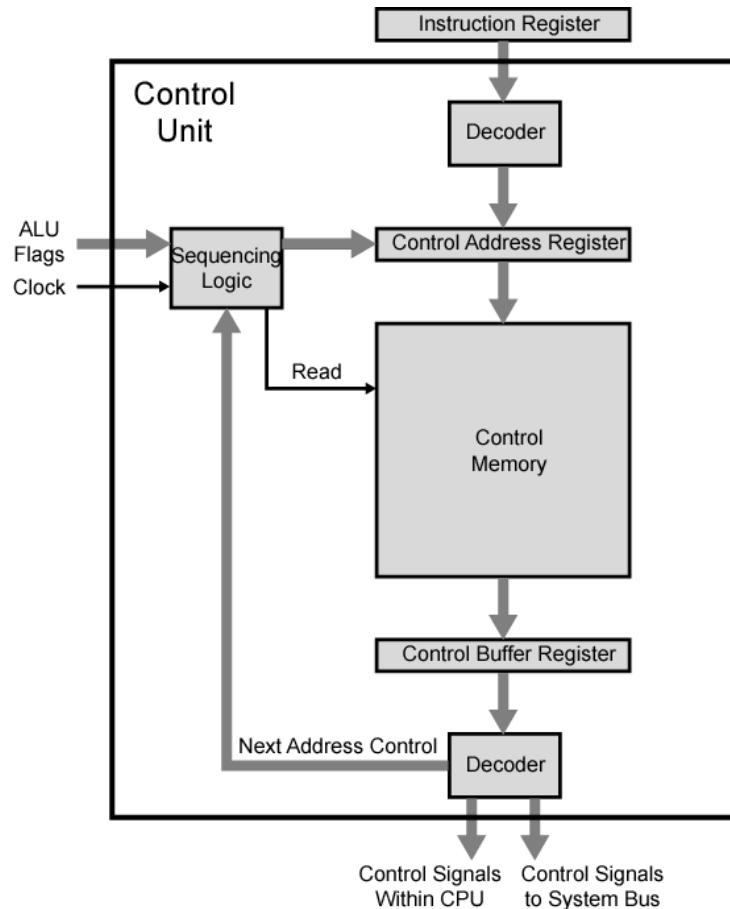 Instruction Register
Control
Unit
Decoder
ALU
Flags
Sequencing
Logic
Control Address Register
Clock
Read
Control
Memory
Control Buffer Register
Next Address Control
Decoder
Control Signals
Within CPU
Control Signals
to System Bus